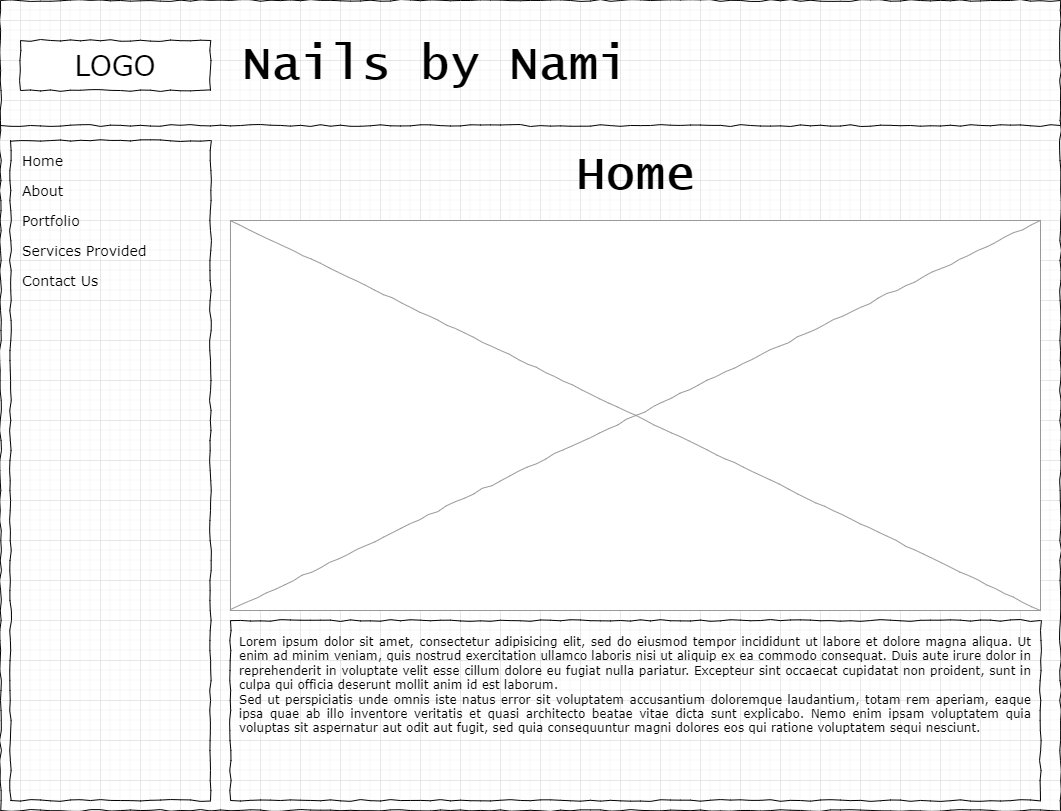 LOGO
Nails by Nami
Home
About
Portfolio
Services Provided
Contact Us
Home
Lorem ipsum dolor sit amet, consectetur adipisicing elit, sed do eiusmod tempor incididunt ut labore et dolore magna aliqua. Ut
enim ad minim veniam, quis nostrud exercitation ullamco laboris nisi ut aliquip ex ea commodo consequat. Duis aute irure dolor in
reprehenderit in voluptate velit esse cillum dolore eu fugiat nulla pariatur. Excepteur sint occaecat cupidatat non proident, sunt in
culpa qui officia deserunt mollit anim id est laborum.
Sed ut perspiciatis unde omnis iste natus error sit voluptatem accusantium doloremque laudantium, totam rem aperiam, eaque
ipsa quae ab illo inventore veritatis et quasi architecto beatae vitae dicta sunt explicabo. Nemo enim ipsam voluptatem quia
voluptas sit aspernatur aut odit aut fugit, sed quia consequuntur magni dolores eos qui ratione voluptatem sequi nesciunt.